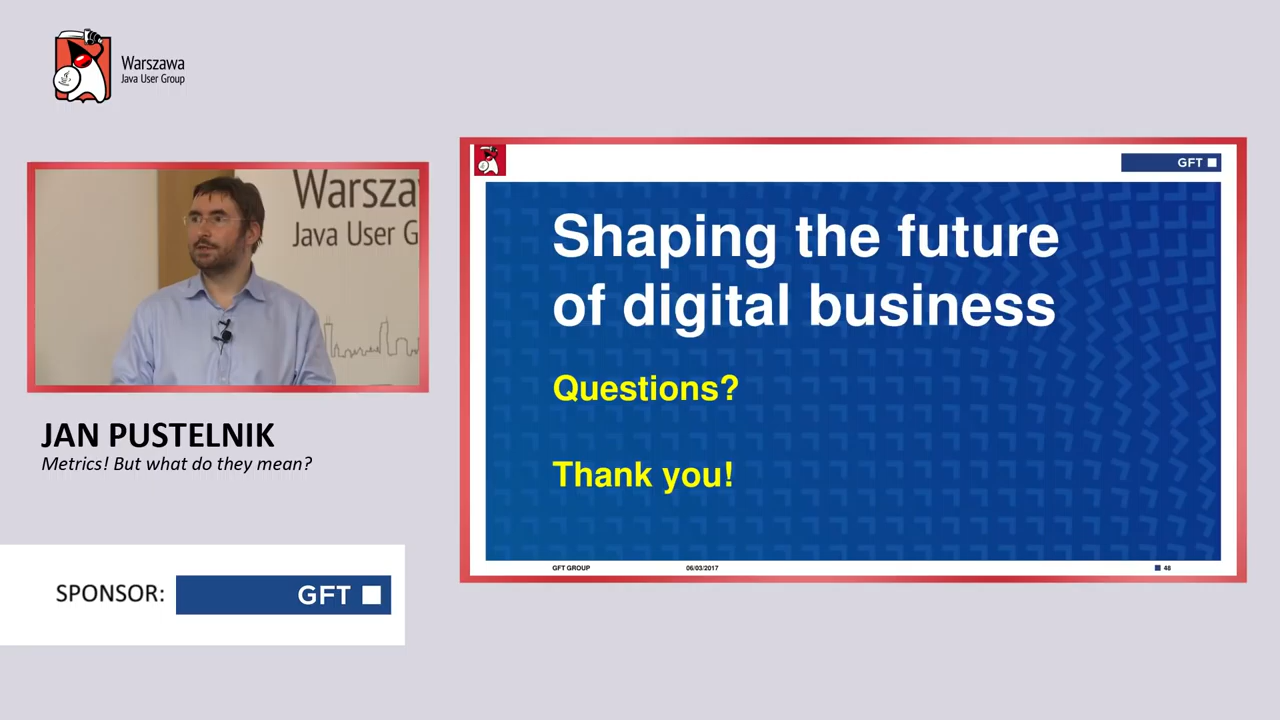 Warszawa
Java User Group
Warsza
Java User G
JAN PUSTELNIK
Metrics! But what do they mean?
SPONSOR:
GFT
GFT
Shaping the future
of digital business
Questions?
Thank you!
GFT GROUP
06/03/2017
48